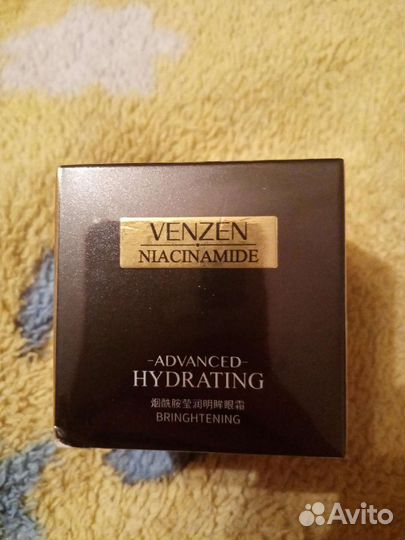 VENZEN
NIACINAMIDE
-ADVANCED-
HYDRATING
烟酰胺莹润明眸眼霜
BRINGHTENING
Avito